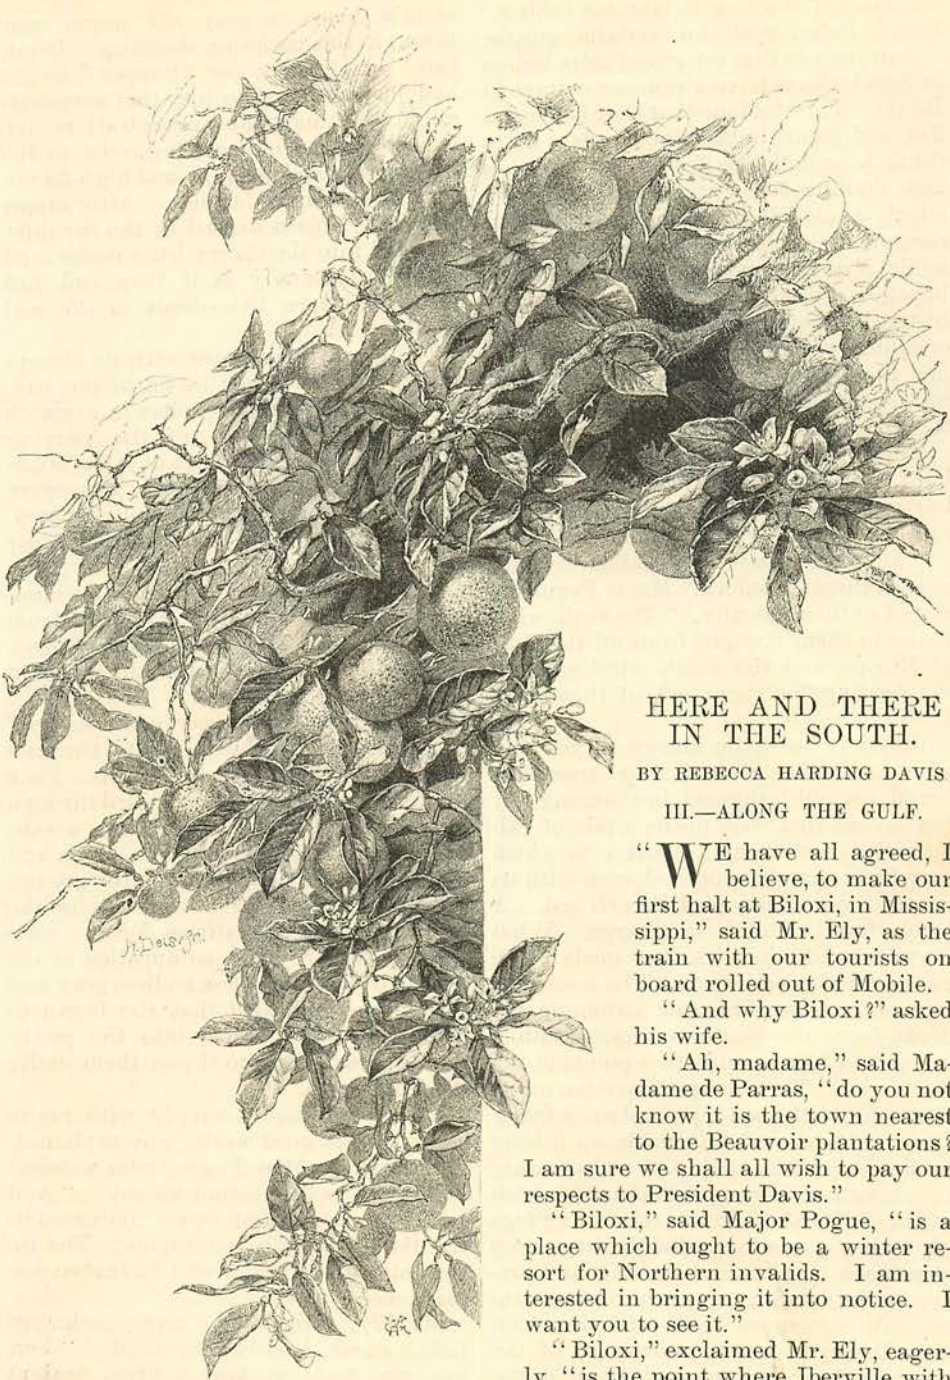 HERE AND THERE
IN THE SOUTH.
BY REBECCA HARDING DAVIS
III.—ALONG THE GULF.
“WE have all agreed, I
believe, to make our
first halt at Biloxi, in Missis-
sippi,” said Mr. Ely, as the
train with our tourists on
board rolled out of Mobile.
“And why Biloxi?” asked
his wife.
“Ah, madame,” said Ma-
dame de Parras, “do you not
know it is the town nearest
to the Beauvoir plantations?
I am sure we shall all wish to pay our
respects to President Davis.”
“Biloxi,” said Major Pogue, “is a
place which ought to be a winter re-
sort for Northern invalids. I am in-
terested in bringing it into notice. I
want you to see it.”
“Biloxi,” exclaimed Mr. Ely, eager-
ly, “is the point where Iberville with